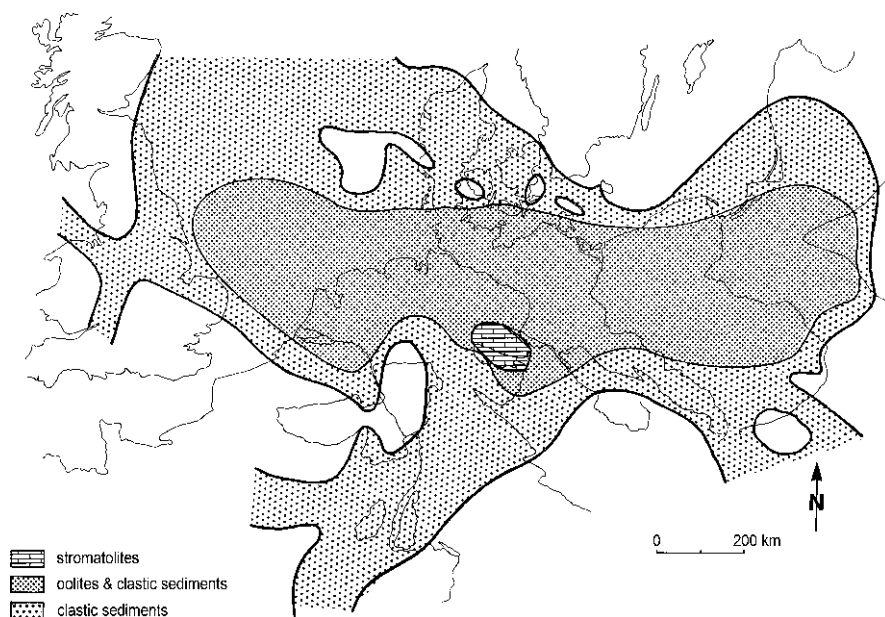 N
0 200 km
stromatolites
oolites & clastic sediments
clastic sediments